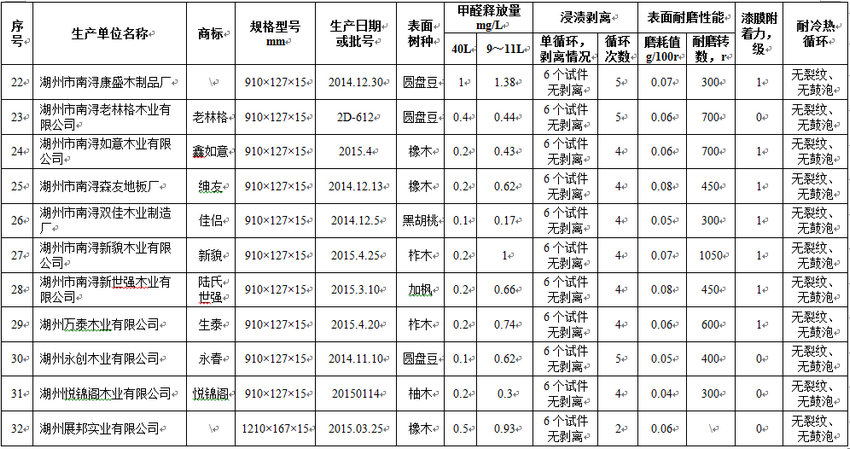 序号 生产单位名称 商标 规格型号 mm 生产日期或批号 表面树种 甲醛释放量 mg/L 浸渍剥离 表面耐磨性能 漆膜附着力，级 耐冷热循环
40L 9～11L 单循环，剥离情况 循环次数 磨耗值 g/100r 耐磨转数，r
22 湖州市南浔康盛木制品厂 \ 910×127×15 2014.12.30 圆盘豆 1 1.38 6个试件无剥离 5 0.07 300 1 无裂纹、无鼓泡
23 湖州市南浔老林格木业有限公司 老林格 910×127×15 2D-612 圆盘豆 0.4 0.44 6个试件无剥离 5 0.06 700 0 无裂纹、无鼓泡
24 湖州市南浔如意木业有限公司 鑫如意 910×127×15 2015.4 橡木 0.2 0.43 6个试件无剥离 4 0.06 700 1 无裂纹、无鼓泡
25 湖州市南浔森友地板厂 友 910×127×15 2014.12.13 橡木 0.2 0.62 6个试件无剥离 4 0.08 450 1 无裂纹、无鼓泡
26 湖州市南浔双佳木业制造厂 佳侣 910×127×15 2014.12.5 黑胡桃 0.1 0.17 6个试件无剥离 4 0.05 300 1 无裂纹、无鼓泡
27 湖州市南浔新貌木业有限公司 新貌 910×127×15 2015.4.25 柞木 0.2 1 6个试件无剥离 4 0.07 1050 1 无裂纹、无鼓泡
28 湖州市南浔新世强木业有限公司 陆氏世强 910×127×15 2015.3.10 加枫 0.2 0.66 6个试件无剥离 4 0.08 450 1 无裂纹、无鼓泡
29 湖州万泰木业有限公司 生泰 910×127×15 2015.4.20 柞木 0.2 0.74 6个试件无剥离 4 0.06 600 1 无裂纹、无鼓泡
30 湖州永创木业有限公司 永春 910×127×15 2014.11.10 圆盘豆 0.1 0.62 6个试件无剥离 5 0.05 400 0 无裂纹、无鼓泡
31 湖州悦锦阁木业有限公司 悦锦阁 910×127×15 20150114 柚木 0.2 0.3 6个试件无剥离 4 0.04 300 0 无裂纹、无鼓泡
32 湖州展邦实业有限公司 \ 1210×167×15 2015.03.25 橡木 0.5 0.93 6个试件无剥离 2 0.06 \ 0 无裂纹、无鼓泡